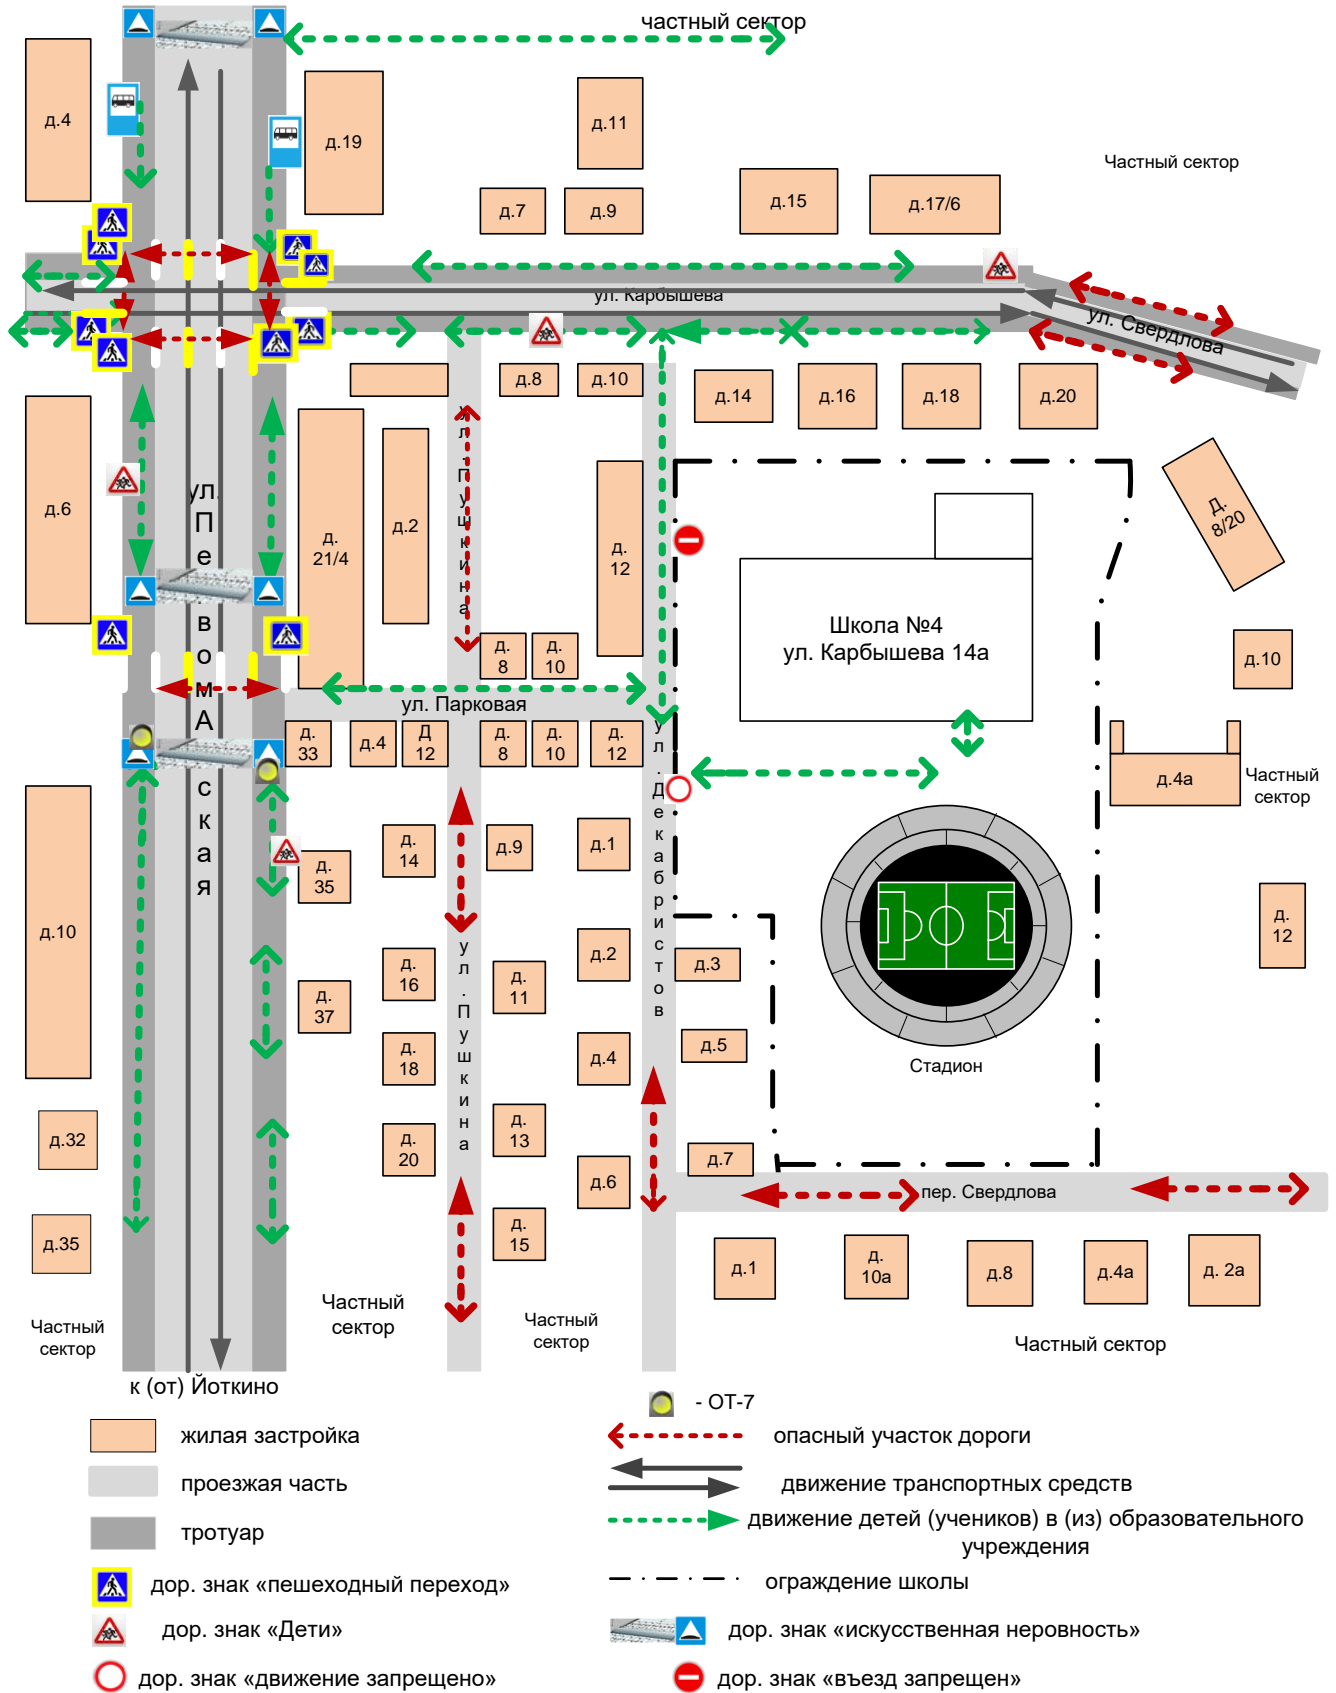 частный сектор
д.4
д.19
д.11
Частный сектор
д.7
д.9
д.15
д.17/6
ул. Карбышева
ул. Свердлова
д.8
д.10
д.14
д.16
д.18
д.20
д.6
д.
21/4
д.2
ул. Пушкина
д.
12
Д.
8/20
ул. ПервомАйская
Школа №4
ул. Карбышева 14а
д.
8
д.
10
д.10
ул. Парковая
д.
33
д.4
Д
12
д.
8
д.
10
д.
12
ул. Декабристов
д.4а
Частный
сектор
д.
14
д.9
д.1
д.
35
д.10
д.
12
д.
16
д.2
д.3
д.
11
д.
37
ул. Пушкина
д.
18
д.4
д.5
Стадион
д.32
д.
20
д.
13
д.6
д.7
пер. Свердлова
д.35
д.
15
д.1
д.
10а
д.8
д.4а
д. 2а
Частный
сектор
Частный
сектор
Частный
сектор
Частный сектор
к (от) Йоткино
- ОТ-7
жилая застройка
опасный участок дороги
проезжая часть
движение транспортных средств
тротуар
движение детей (учеников) в (из) образовательного
учреждения
дор. знак «пешеходный переход»
ограждение школы
дор. знак «Дети»
дор. знак «искусственная неровность»
дор. знак «движение запрещено»
дор. знак «въезд запрещен»